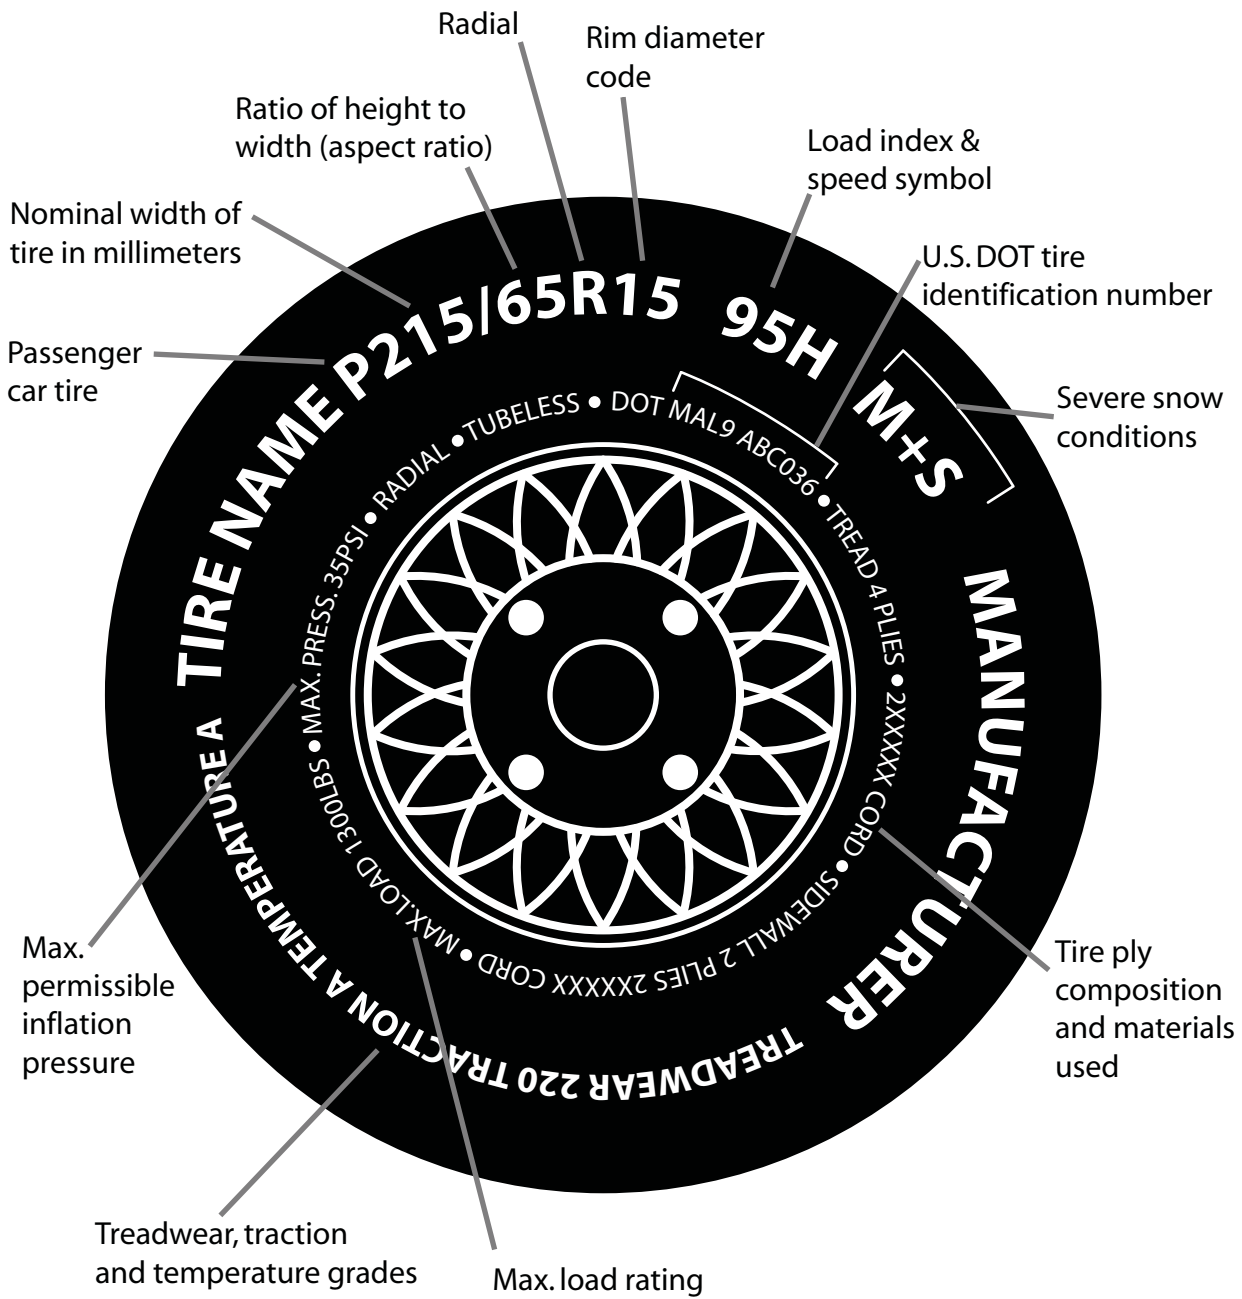 Radial
Rim diameter
code
Ratio of height to
width (aspect ratio)
Load index &
speed symbol
Nominal width of
tire in millimeters
U.S. DOT tire
identification number
Passenger
car tire
Severe snow
conditions
TIRE NAME P215/65R15 95H M+S
MANUFACTURER
TREADWEAR 220 TRACTION A TEMPERATURE A
MAX. PRESS. 35PSI • RADIAL • TUBELESS • DOT MAL9 ABC036 • TREAD 4 PLIES • 2XXXXX CORD • SIDEWALL 2 PLIES 2XXXXX CORD • MAX.LOAD 1300LBS •
Max.
permissible
inflation
pressure
Tire ply
composition
and materials
used
Treadwear, traction
and temperature grades
Max. load rating